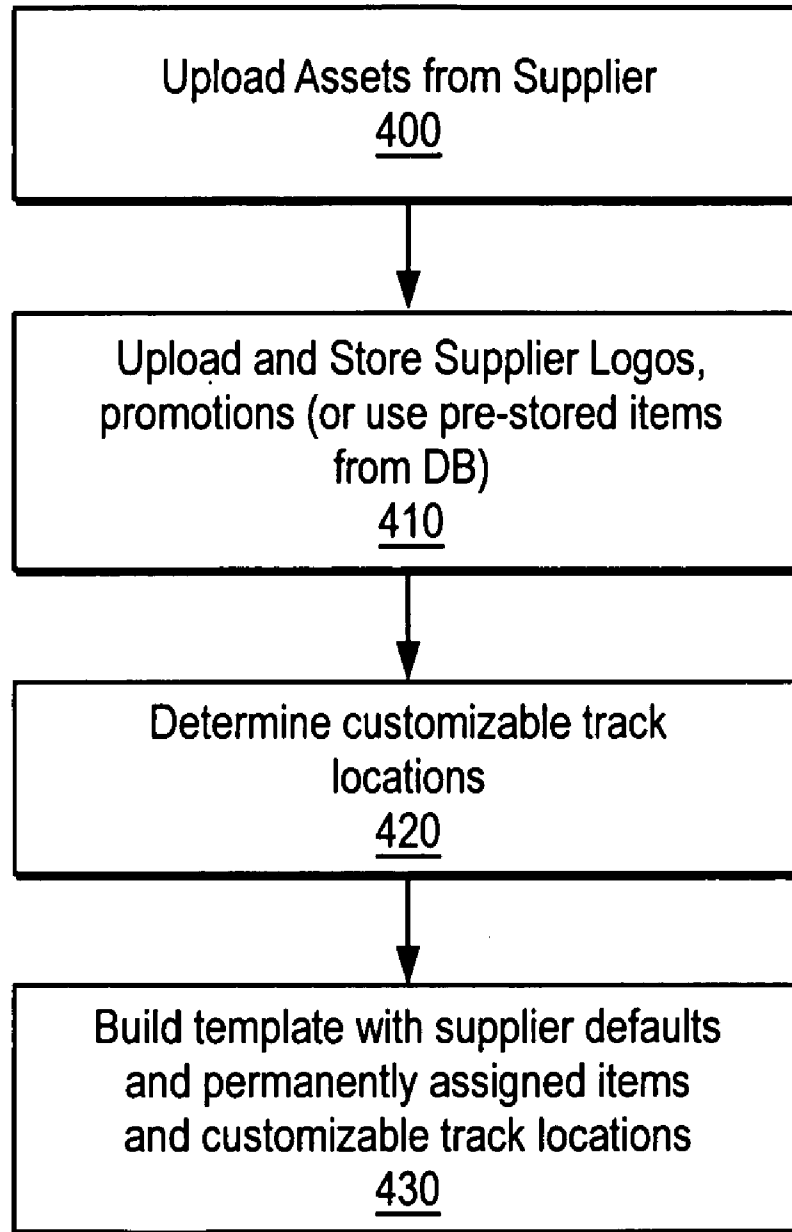 Upload Assets from Supplier
400
Upload and Store Supplier Logos,
promotions (or use pre-stored items
from DB)
410
Determine customizable track
locations
420
Build template with supplier defaults
and permanently assigned items
and customizable track locations
430